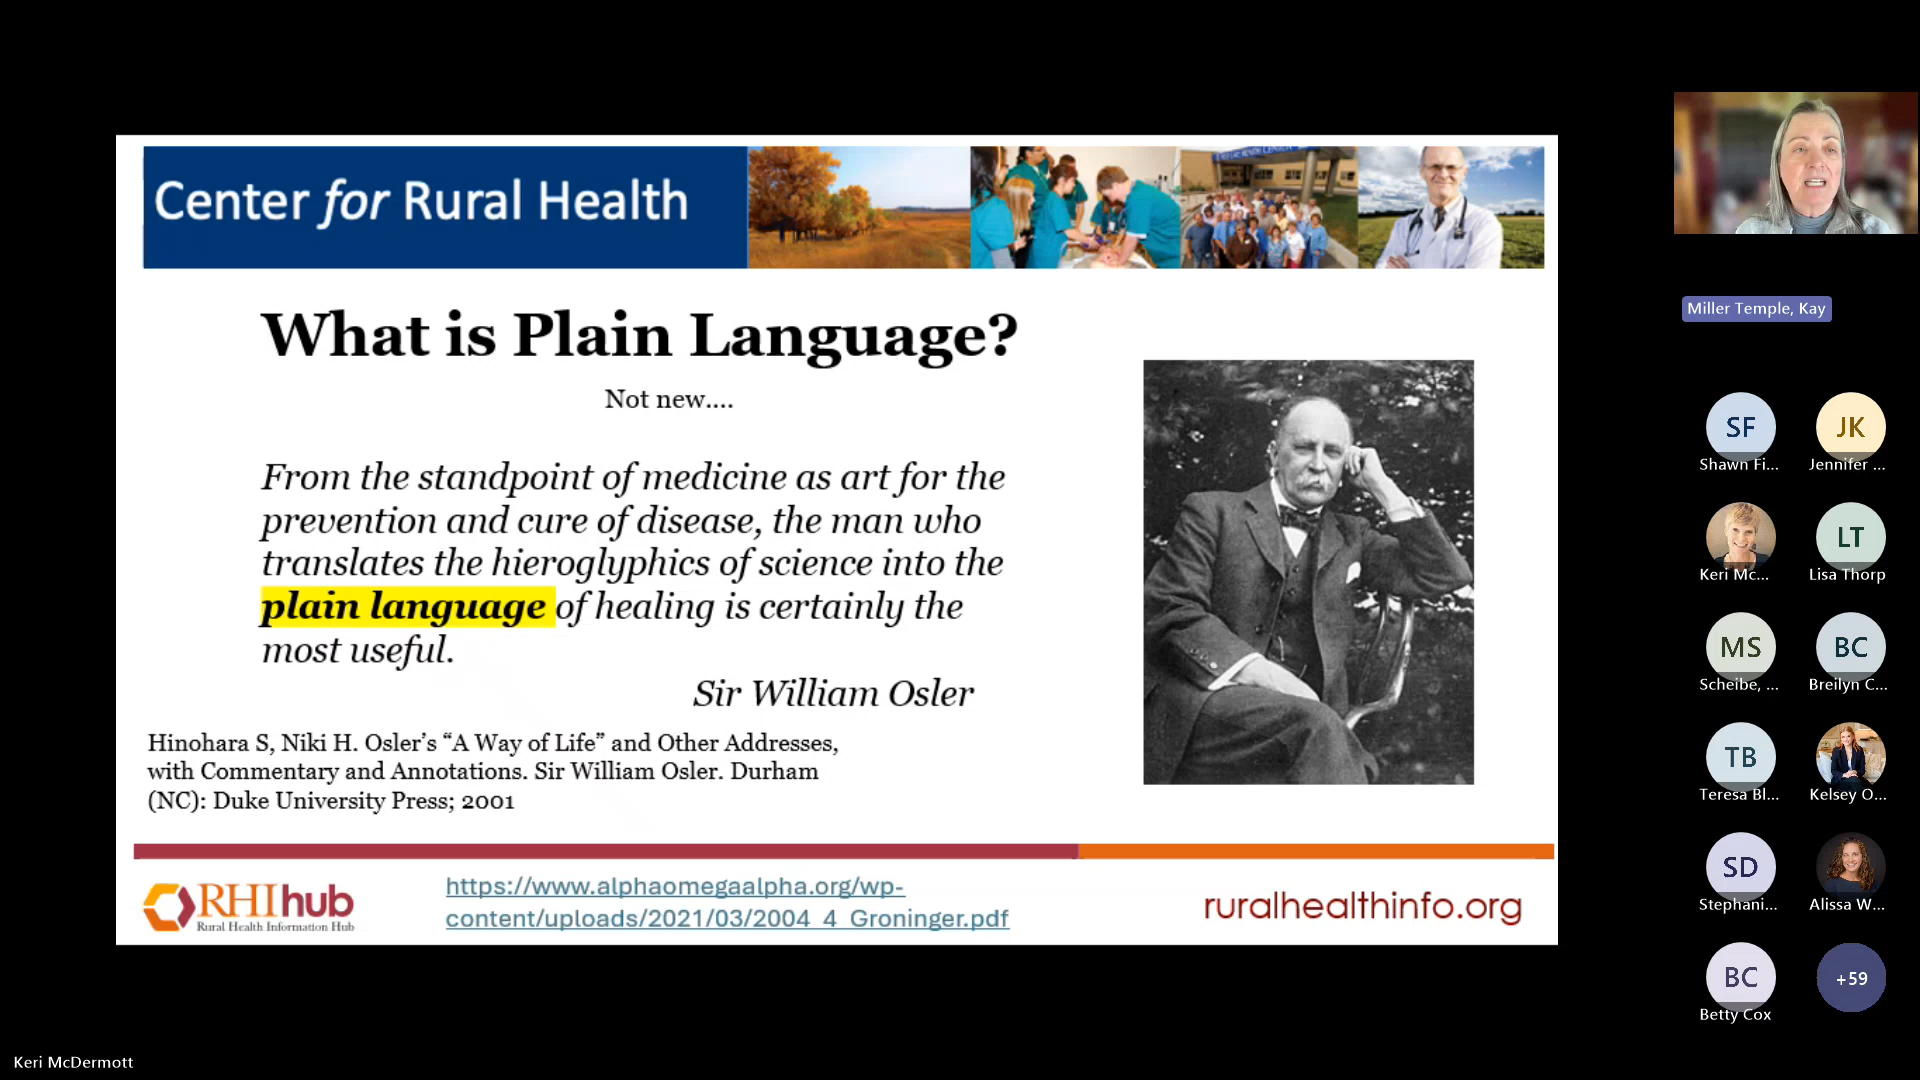 Center for Rural Health
What is Plain Language?
Not new....
From the standpoint of medicine as art for the
prevention and cure of disease, the man who
translates the hieroglyphics of science into the
plain language of healing is certainly the
most useful.
Sir William Osler
Hinohara S, Niki H. Osler’s “A Way of Life” and Other Addresses,
with Commentary and Annotations. Sir William Osler. Durham
(NC): Duke University Press; 2001
RHIhub
Rural Health Information Hub
https://www.alphaomegaalpha.org/wp-
content/uploads/2021/03/2004_4_Groninger.pdf
ruralhealthinfo.org
Miller Temple, Kay
SF
Shawn Fi...
JK
Jennifer ...
Keri Mc...
LT
Lisa Thorp
MS
Scheibe, ...
BC
Breilyn C...
TB
Teresa Bl...
Kelsey O...
SD
Stephani...
Alissa W...
BC
Betty Cox
+59
Keri McDermott